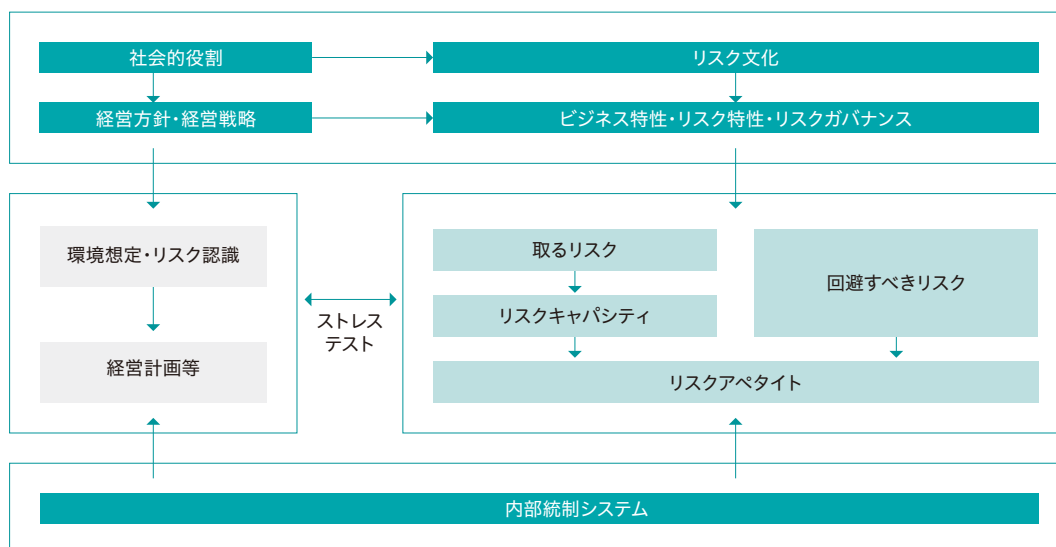 社会的役割
リスク文化
経営方針・経営戦略
ビジネス特性・リスク特性・リスクガバナンス
環境想定・リスク認識
経営計画等
ストレス
テスト
取るリスク
リスクキャパシティ
回避すべきリスク
リスクアペタイト
内部統制システム